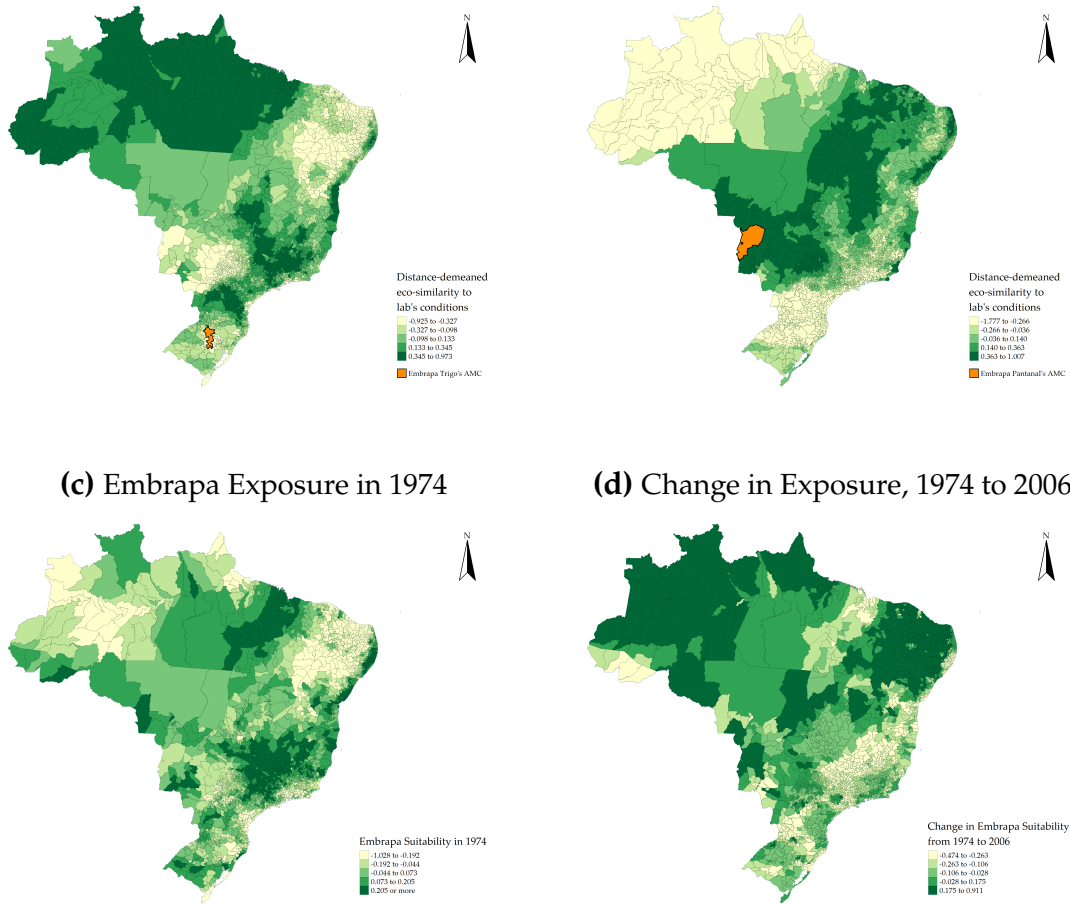 N
N
Distance-demeaned
eco-similarity to
lab's conditions
-0.925 to -0.327
-0.327 to -0.098
-0.098 to 0.133
0.133 to 0.345
0.345 to 0.973
Embrapa Trigo's AMC
Distance-demeaned
eco-similarity to
lab's conditions
-1.777 to -0.266
-0.266 to -0.036
-0.036 to 0.140
0.140 to 0.363
0.363 to 1.007
Embrapa Pantanal's AMC
(c) Embrapa Exposure in 1974
(d) Change in Exposure, 1974 to 2006
N
N
Embrapa Suitability in 1974
-1.028 to -0.192
-0.192 to -0.044
-0.044 to 0.073
0.073 to 0.205
0.205 or more
Change in Embrapa Suitability
from 1974 to 2006
-0.474 to -0.263
-0.263 to -0.106
-0.106 to -0.028
-0.028 to 0.175
0.175 to 0.911